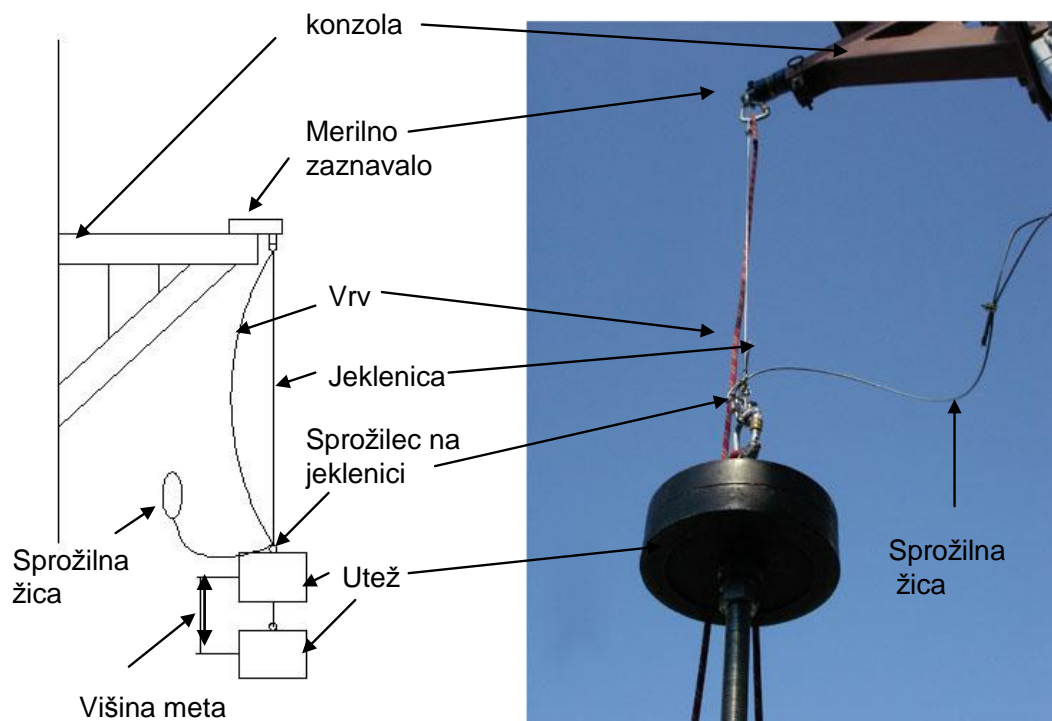 konzola
Merilno
zaznavalo
Vrv
Jeklenica
Sprožilec na
jeklenici
Sprožilna
žica
Utež
Sprožilna
žica
Višina meta